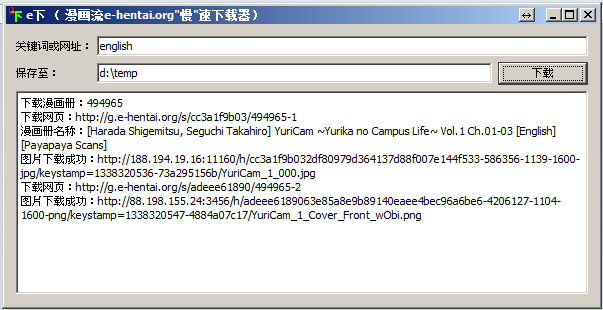 e下 ( 漫画流e-hentai.org"慢"速下载器)
关键词或网址：english
保存至：d:\temp 下载
下载漫画册：494965
下载网页：http://g.e-hentai.org/s/cc3a1f9b03/494965-1
漫画册名称：[Harada Shigemitsu, Seguchi Takahiro] YuriCam ~Yurika no Campus Life~ Vol.1 Ch.01-03 [English]
[Payapaya Scans]
图片下载成功：http://188.194.19.16:11160/h/cc3a1f9b032df80979d364137d88f007e144f533-586356-1139-1600-
jpg/keystamp=1338320536-73a295156b/YuriCam_1_000.jpg
下载网页：http://g.e-hentai.org/s/adeee61890/494965-2
图片下载成功：http://88.198.155.24:3456/h/adeee6189063e85a8e9b89140eaee4bec96a6be6-4206127-1104-
1600-png/keystamp=1338320547-4884a07c17/YuriCam_1_Cover_Front_wObi.png